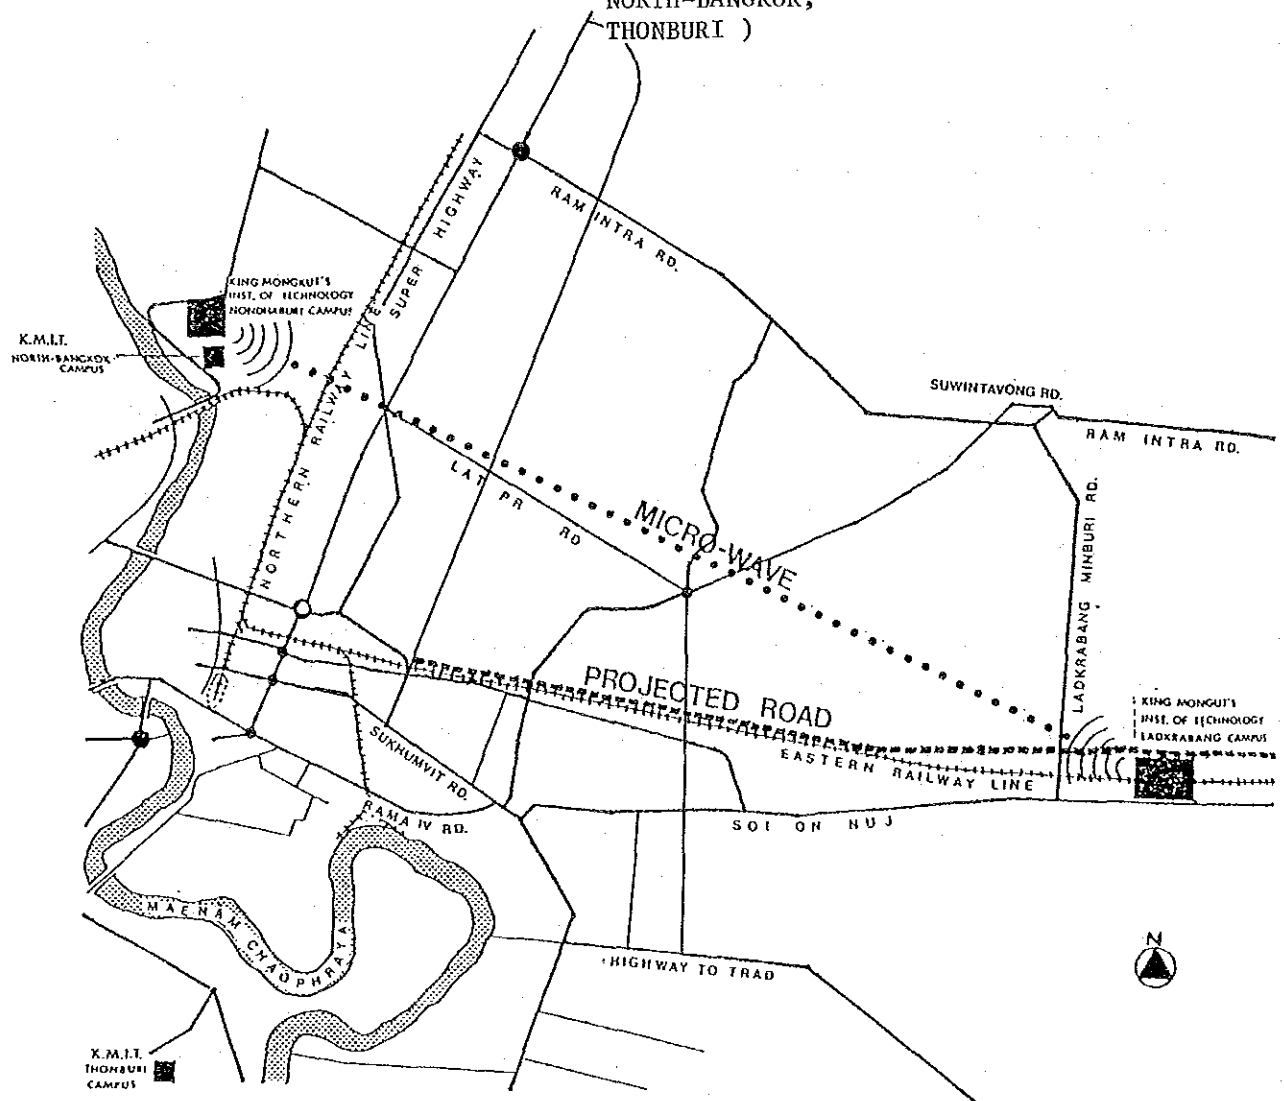 NORTH-BANGKOK,
THONBURI )
HIGHWAY
SUPER
RAM INTRA RD.
KING MONGKUT'S
INST. OF TECHNOLOGY
NONDHABURI CAMPUS
K.M.I.T.
NORTH-BANGKOK
CAMPUS
NORTHERN RAILWAY LINE
SUWINTAVONG RD.
RAM INTRA RD.
LAT PR RD
MICRO-WAVE
LADKRABANG MINBURI RD.
PROJECTED ROAD
KING MONGUT'S
INST. OF TECHNOLOGY
LADKRABANG CAMPUS
EASTERN RAILWAY LINE
SUKHUMVIT RD.
RAMA IV RD.
SOI ON NUJ
MAENAM CHAOPHRAYA
HIGHWAY TO TRAD
N
K.M.I.T.
THONBURI
CAMPUS